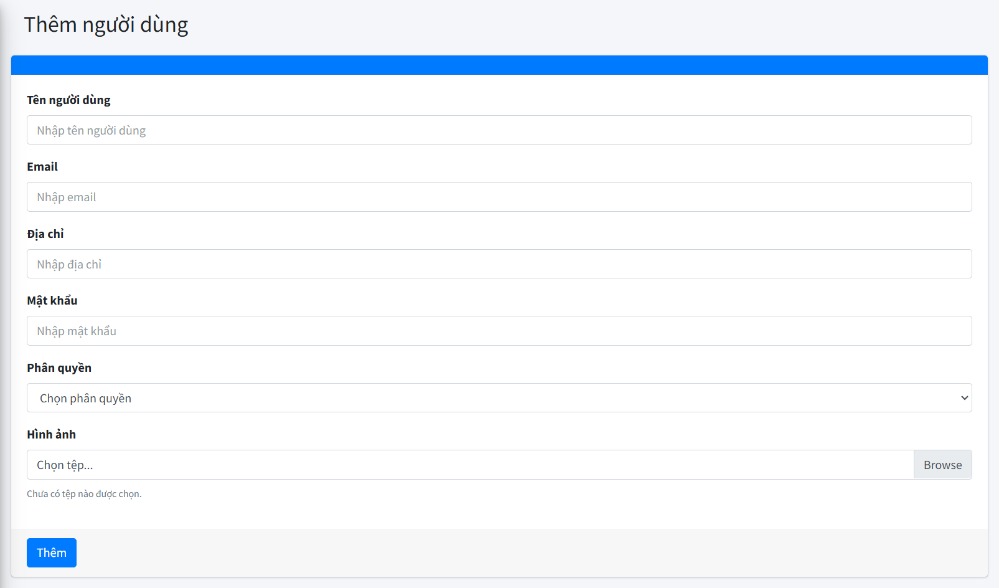 Thêm người dùng
Tên người dùng
Nhập tên người dùng
Email
Nhập email
Địa chỉ
Nhập địa chỉ
Mật khẩu
Nhập mật khẩu
Phân quyền
Chọn phân quyền
Hình ảnh
Chọn tệp... Browse
Chưa có tệp nào được chọn.
Thêm